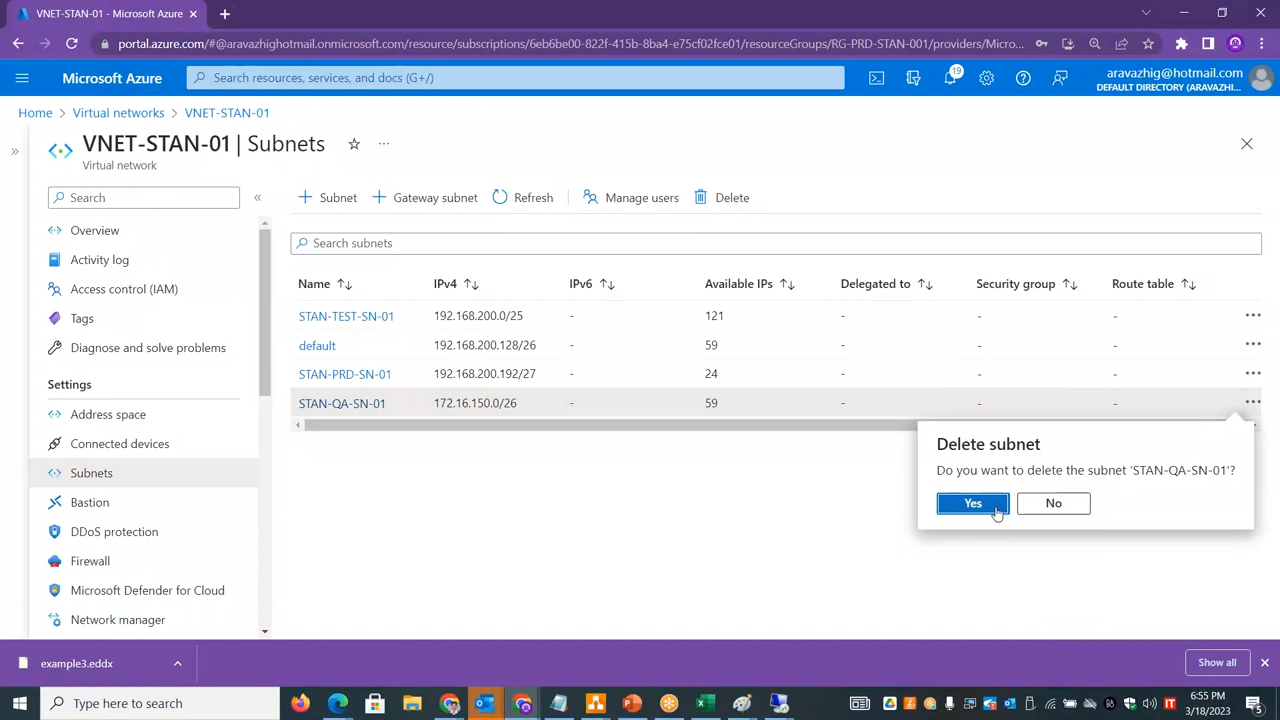 VNET-STAN-01 - Microsoft Azure
portal.azure.com/#@aravazhighotmail.onmicrosoft.com/resource/subscriptions/6eb6be00-822f-415b-8ba4-e75cf02fce01/resourceGroups/RG-PRD-STAN-001/providers/Micro...
Microsoft Azure
Search resources, services, and docs (G+/)
19
aravazhig@hotmail.com
DEFAULT DIRECTORY (ARAVAZHI...
Home > Virtual networks > VNET-STAN-01
VNET-STAN-01 | Subnets
Virtual network
Search
Overview
Activity log
Access control (IAM)
Tags
Diagnose and solve problems
Settings
Address space
Connected devices
Subnets
Bastion
DDoS protection
Firewall
Microsoft Defender for Cloud
Network manager
Subnet Gateway subnet Refresh Manage users Delete
Search subnets
Name IPv4 IPv6 Available IPs Delegated to Security group Route table
STAN-TEST-SN-01 192.168.200.0/25 - 121 - - -
default 192.168.200.128/26 - 59 - - -
STAN-PRD-SN-01 192.168.200.192/27 - 24 - - -
STAN-QA-SN-01 172.16.150.0/26 - 59 - - -
Delete subnet
Do you want to delete the subnet 'STAN-QA-SN-01'?
Yes No
example3.eddx
Show all
Type here to search
IT
6:55 PM
3/18/2023
5